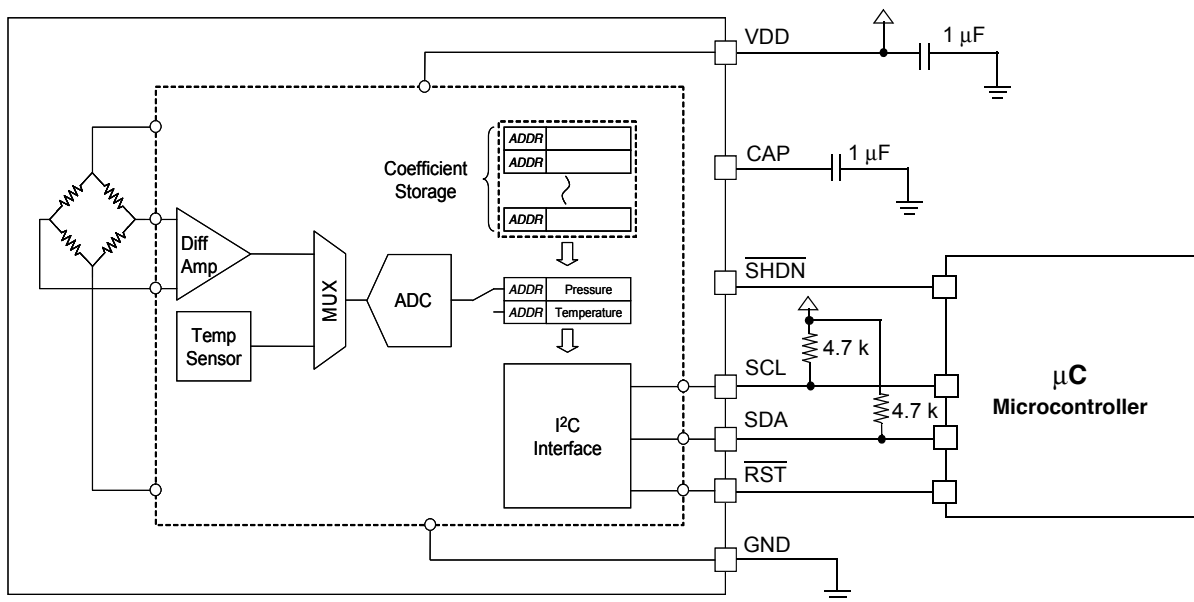 VDD
1 μF
CAP
1 μF
Coefficient
Storage
ADDR
ADDR
ADDR
SHDN
Diff
Amp
MUX
ADC
ADDR Pressure
ADDR Temperature
Temp
Sensor
4.7 k
SCL
4.7 k
μC
Microcontroller
I²C
Interface
SDA
RST
GND